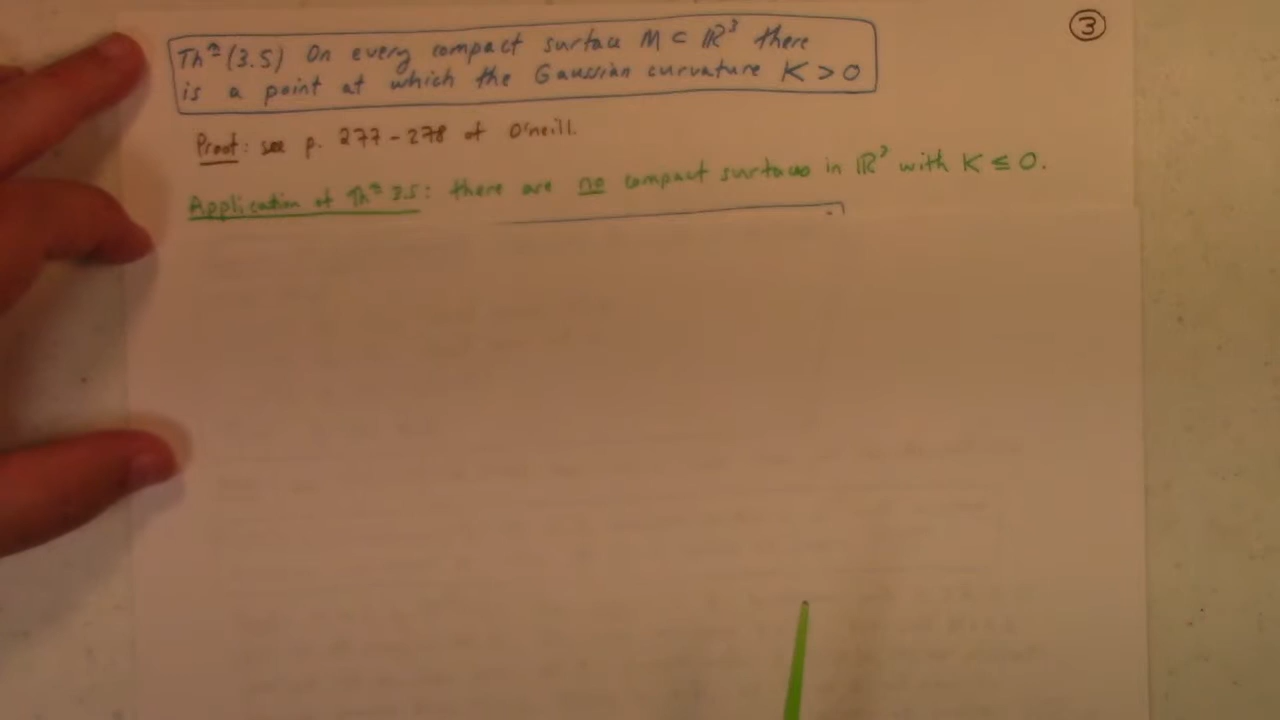 ③
Thᵐ (3.5) On every compact surface M ⊂ ℝ³ there
is a point at which the Gaussian curvature K > 0
Proof: see p. 277-278 of O'neill.
Application of Thᵐ 3.5: there are no compact surfaces in ℝ³ with K ≤ 0.